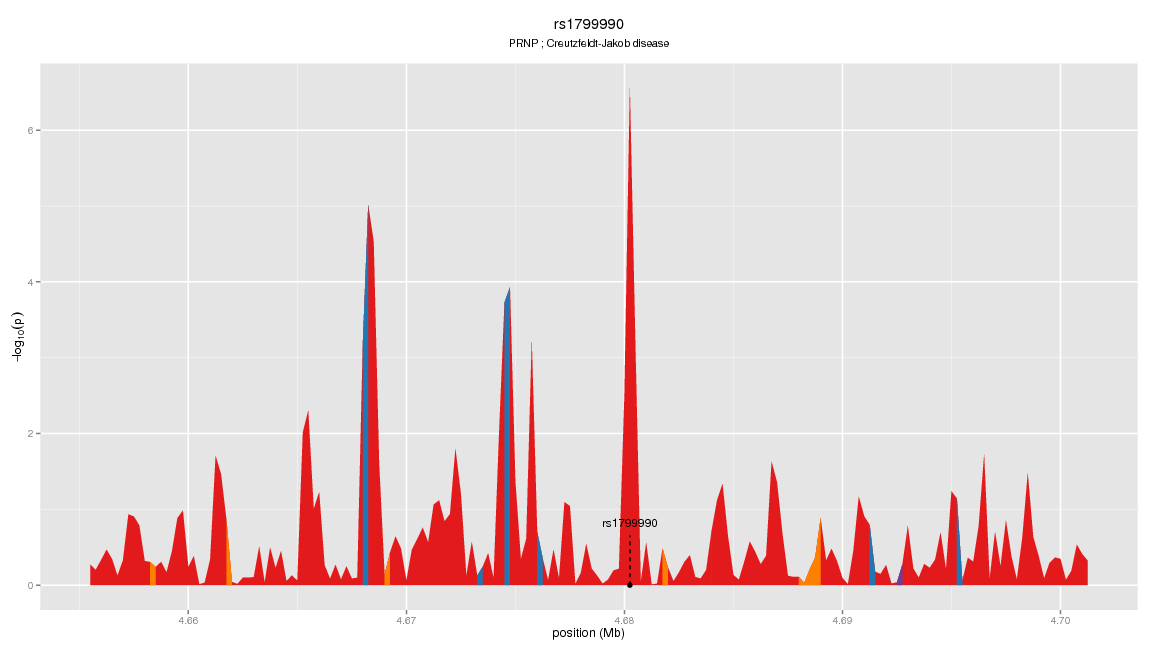 rs1799990
PRNP ; Creutzfeldt-Jakob disease
−log10(p)
6
4
2
0
rs1799990
4.66 4.67 4.68 4.69 4.70
position (Mb)